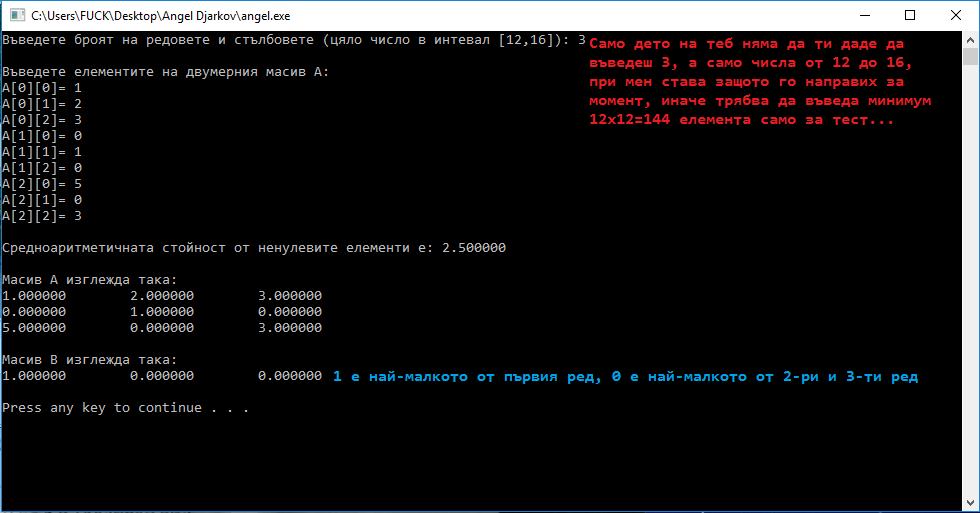 C:\Users\FUCK\Desktop\Angel Djarkov\angel.exe
Въведете броят на редовете и стълбовете (цяло число в интевал [12,16]): 3
Само дето на теб няма да ти даде да
въведеш 3, а само числа от 12 до 16,
при мен става защото го направих за
момент, иначе трябва да въведа минимум
12x12=144 елемента само за тест...
Въведете елементите на двумерния масив А:
A[0][0]= 1
A[0][1]= 2
A[0][2]= 3
A[1][0]= 0
A[1][1]= 1
A[1][2]= 0
A[2][0]= 5
A[2][1]= 0
A[2][2]= 3
Средноаритметичната стойност от ненулевите елементи е: 2.500000
Масив А изглежда така:
1.000000 2.000000 3.000000
0.000000 1.000000 0.000000
5.000000 0.000000 3.000000
Масив В изглежда така:
1.000000 0.000000 0.000000 1 е най-малкото от първия ред, 0 е най-малкото от 2-ри и 3-ти ред
Press any key to continue . . .